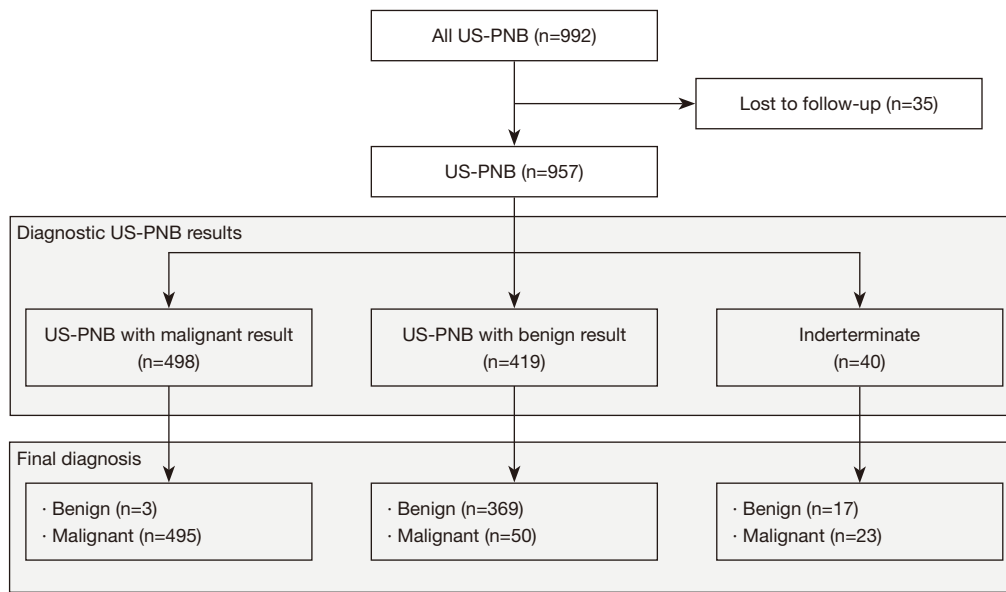 All US-PNB (n=992)
Lost to follow-up (n=35)
US-PNB (n=957)
Diagnostic US-PNB results
US-PNB with malignant result
(n=498)
US-PNB with benign result
(n=419)
Inderterminate
(n=40)
Final diagnosis
· Benign (n=3)
· Malignant (n=495)
· Benign (n=369)
· Malignant (n=50)
· Benign (n=17)
· Malignant (n=23)